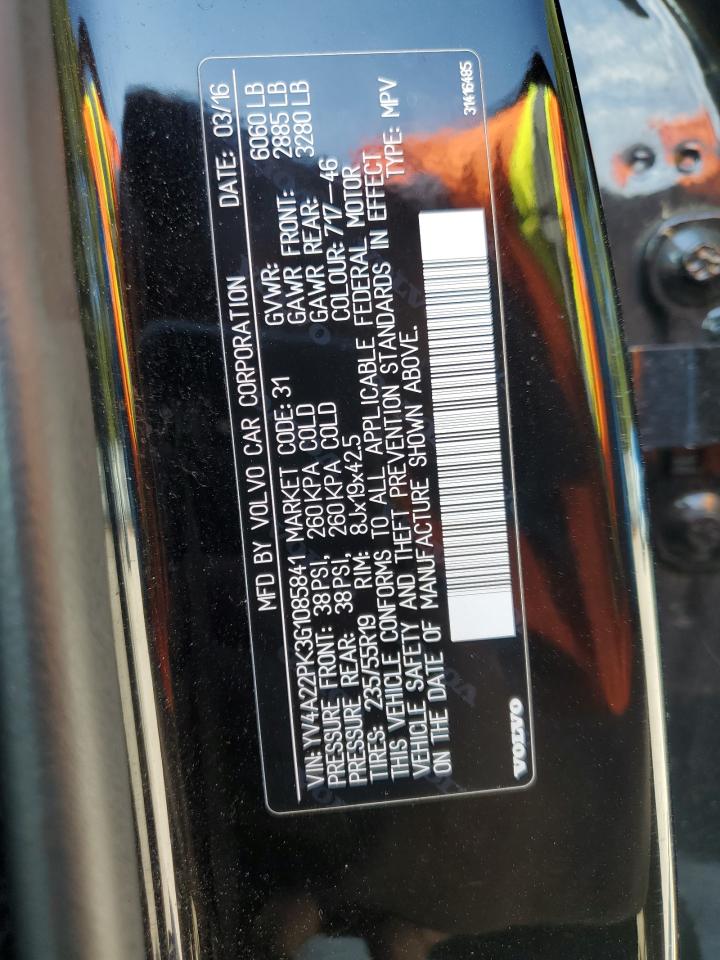 MFD BY VOLVO CAR CORPORATION DATE: 03/16
GVWR: 6060 LB
GAWR FRONT: 2885 LB
VIN: YV4A22PK3G1085841 MARKET CODE: 31 GAWR REAR: 3280 LB
PRESSURE FRONT: 38PSI, 260KPA COLD COLOUR: 717--46
PRESSURE REAR: 38PSI, 260KPA COLD
TIRES: 235/55R19 RIM: 8Jx19x42.5
THIS VEHICLE CONFORMS TO ALL APPLICABLE FEDERAL MOTOR
VEHICLE SAFETY AND THEFT PREVENTION STANDARDS IN EFFECT
ON THE DATE OF MANUFACTURE SHOWN ABOVE. TYPE: MPV
VOLVO 31416485